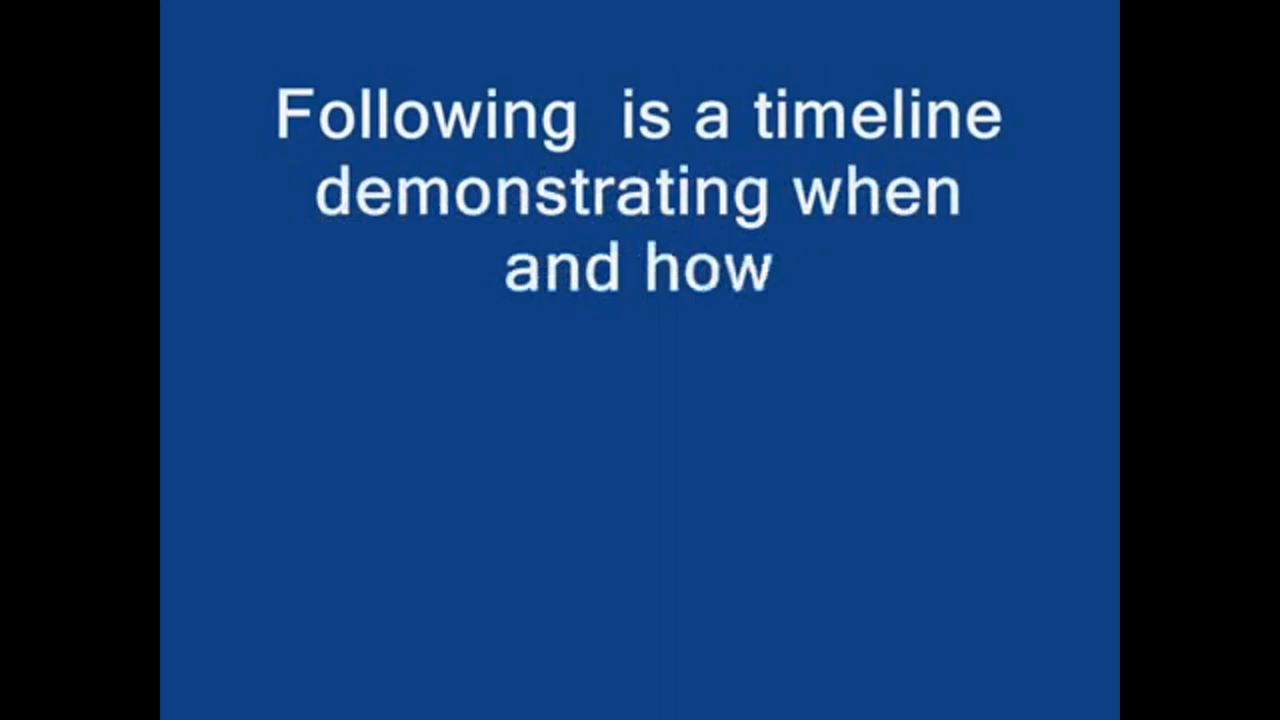 Following  is a timeline
demonstrating when
and how